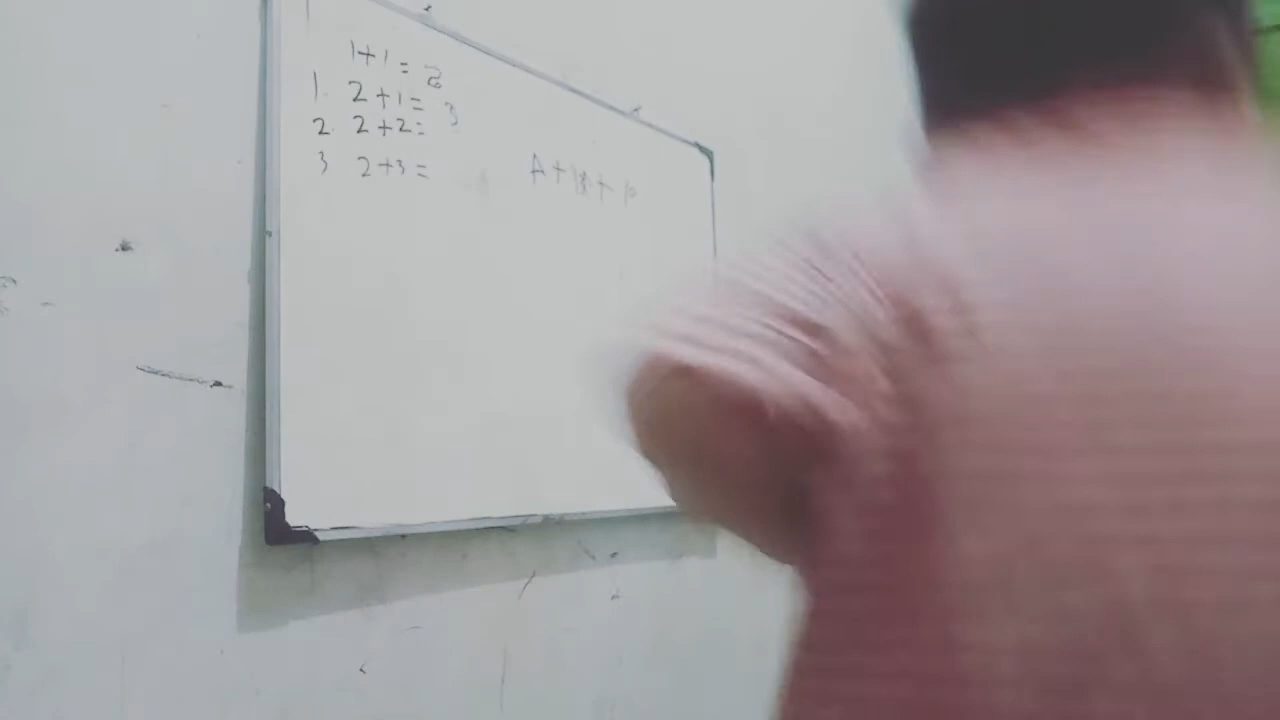 1+1=2
1. 2+1= 3
2. 2+2=
3 2+3=
A+